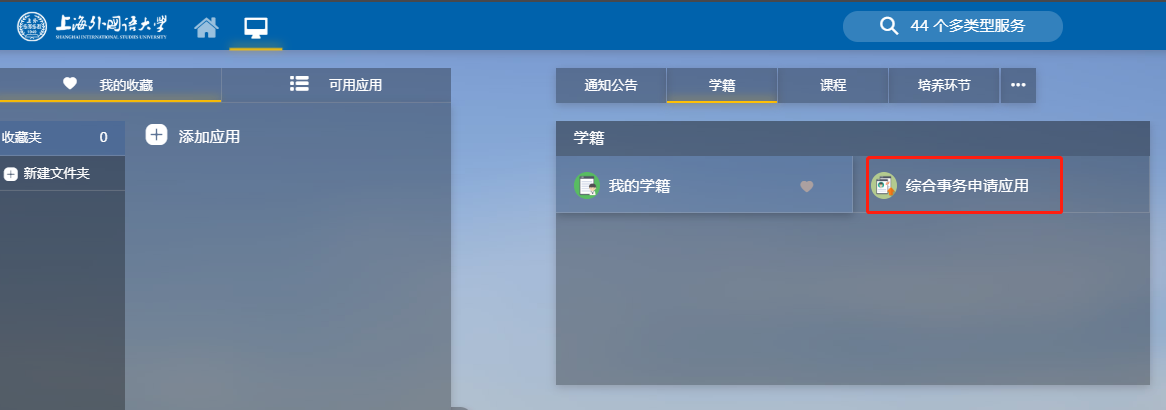 上海外国语大学
SHANGHAI INTERNATIONAL STUDIES UNIVERSITY
44 个多类型服务
我的收藏
可用应用
收藏夹 0
新建文件夹
添加应用
通知公告
学籍
课程
培养环节
学籍
我的学籍
综合事务申请应用